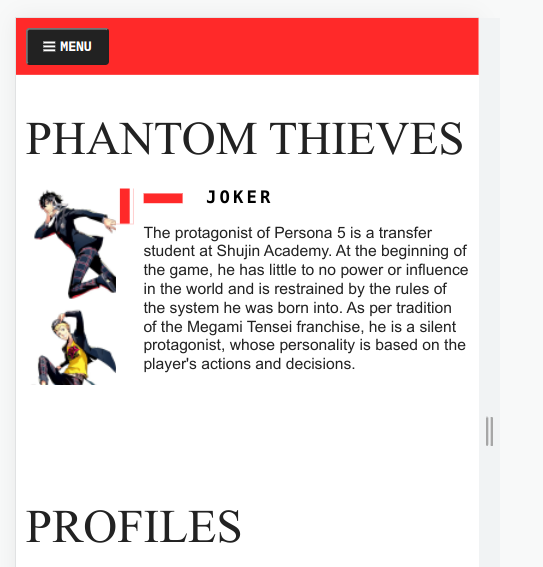 ☰ MENU
PHANTOM THIEVES
JOKER
The protagonist of Persona 5 is a transfer
student at Shujin Academy. At the beginning of
the game, he has little to no power or influence
in the world and is restrained by the rules of
the system he was born into. As per tradition
of the Megami Tensei franchise, he is a silent
protagonist, whose personality is based on the
player's actions and decisions.
PROFILES